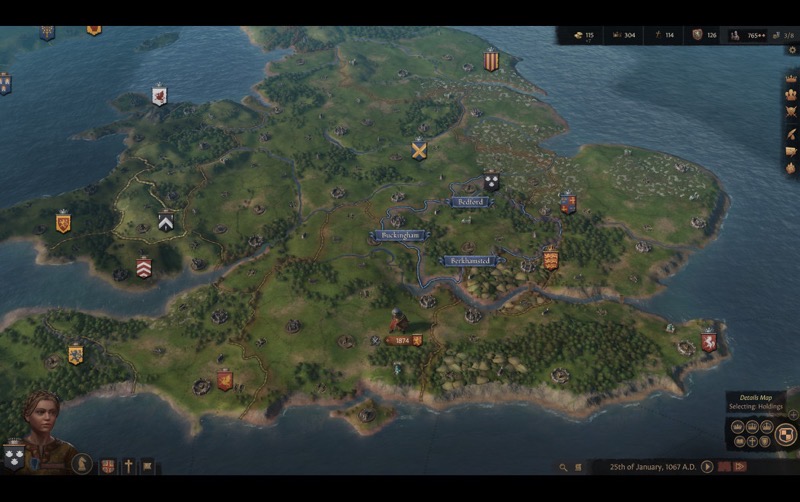 115
304
114
126
765++
3/8
Bedford
Buckingham
Berkhamsted
1874
Details Map
Selecting: Holdings
25th of January, 1067 A.D.